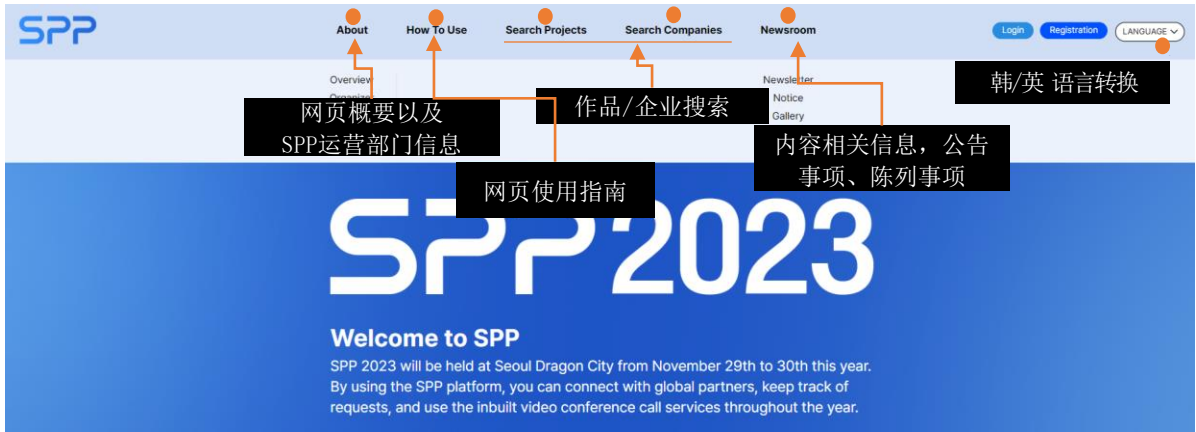 SPP
About How To Use Search Projects Search Companies Newsroom
Login Registration LANGUAGE
Overview
Newsletter
Notice
Gallery
网页概要以及
SPP运营部门信息
作品/企业搜索
韩/英 语言转换
内容相关信息，公告
事项、陈列事项
网页使用指南
SPP 2023
Welcome to SPP
SPP 2023 will be held at Seoul Dragon City from November 29th to 30th this year.
By using the SPP platform, you can connect with global partners, keep track of
requests, and use the inbuilt video conference call services throughout the year.